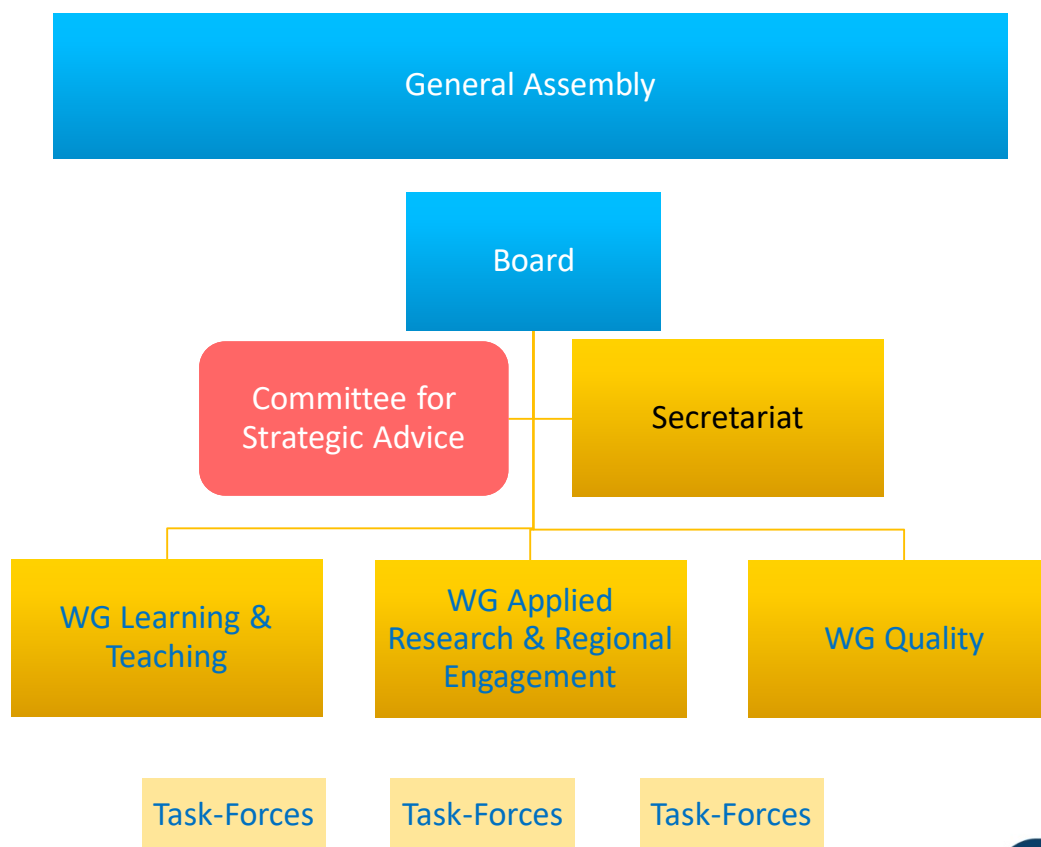 General Assembly
Board
Committee for
Strategic Advice
Secretariat
WG Learning &
Teaching
WG Applied
Research & Regional
Engagement
WG Quality
Task-Forces
Task-Forces
Task-Forces